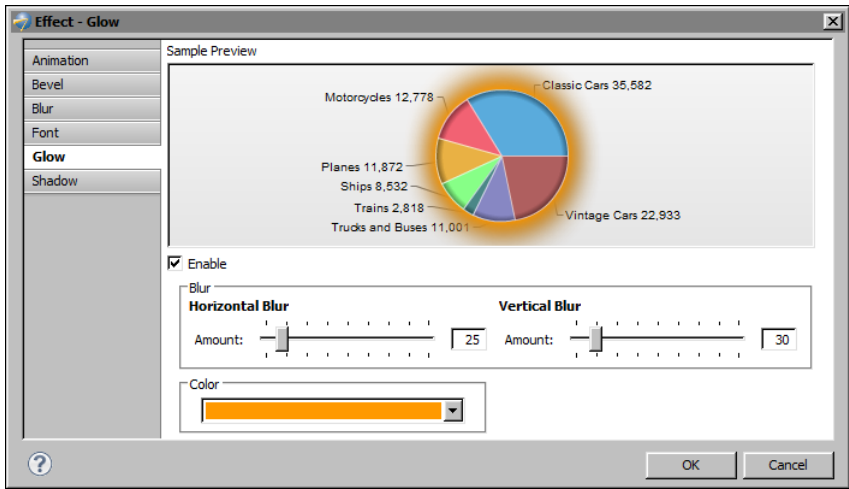 Effect - Glow
Animation
Bevel
Blur
Font
Glow
Shadow
Sample Preview
Classic Cars 35,582
Motorcycles 12,778
Planes 11,872
Ships 8,532
Trains 2,818
Trucks and Buses 11,001
Vintage Cars 22,933
Enable
Blur
Horizontal Blur
Amount: 25
Vertical Blur
Amount: 30
Color
?
OK
Cancel